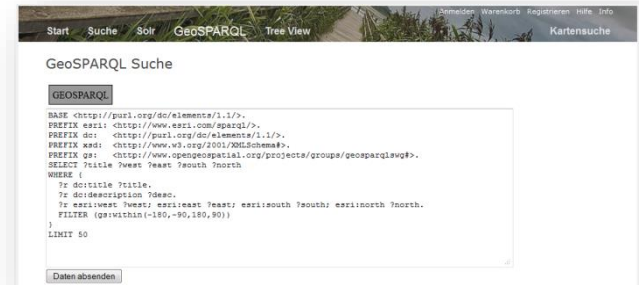 Anmelden Warenkorb Registrieren Hilfe Info
Start Suche Solr GeoSPARQL Tree View Kartensuche
GeoSPARQL Suche
GEOSPARQL
BASE <http://purl.org/dc/elements/1.1/>.
PREFIX esri: <http://www.esri.com/sparql/>.
PREFIX dc: <http://purl.org/dc/elements/1.1/>.
PREFIX xsd: <http://www.w3.org/2001/XMLSchema#>.
PREFIX gs: <http://www.opengeospatial.org/projects/groups/geosparqlswg#>.
SELECT ?title ?west ?east ?south ?north
WHERE {
?r dc:title ?title.
?r dc:description ?desc.
?r esri:west ?west; esri:east ?east; esri:south ?south; esri:north ?north.
FILTER (gs:within(-180,-90,180,90))
}
LIMIT 50
Daten absenden